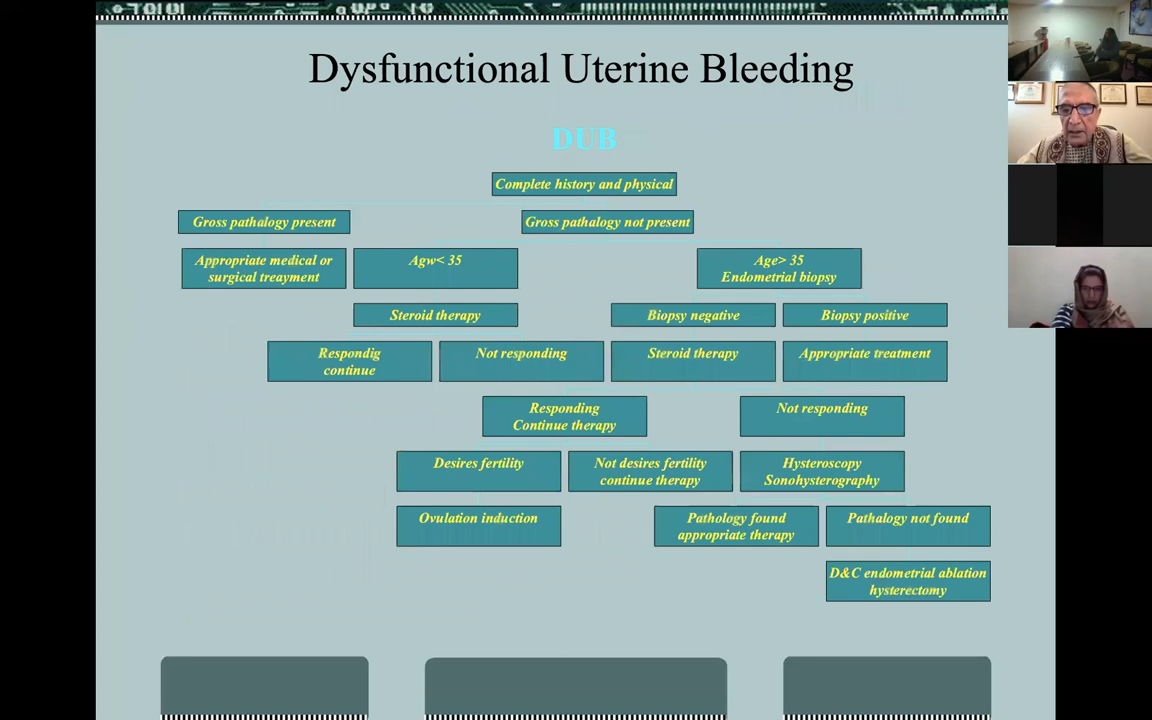 Dysfunctional Uterine Bleeding
DUB
Complete history and physical
Gross pathalogy present
Gross pathalogy not present
Appropriate medical or
surgical treayment
Agw< 35
Age> 35
Endometrial biopsy
Steroid therapy
Biopsy negative
Biopsy positive
Respondig
continue
Not responding
Steroid therapy
Appropriate treatment
Responding
Continue therapy
Not responding
Desires fertility
Not desires fertility
continue therapy
Hysteroscopy
Sonohysterography
Ovulation induction
Pathology found
appropriate therapy
Pathalogy not found
D&C endometrial ablation
hysterectomy